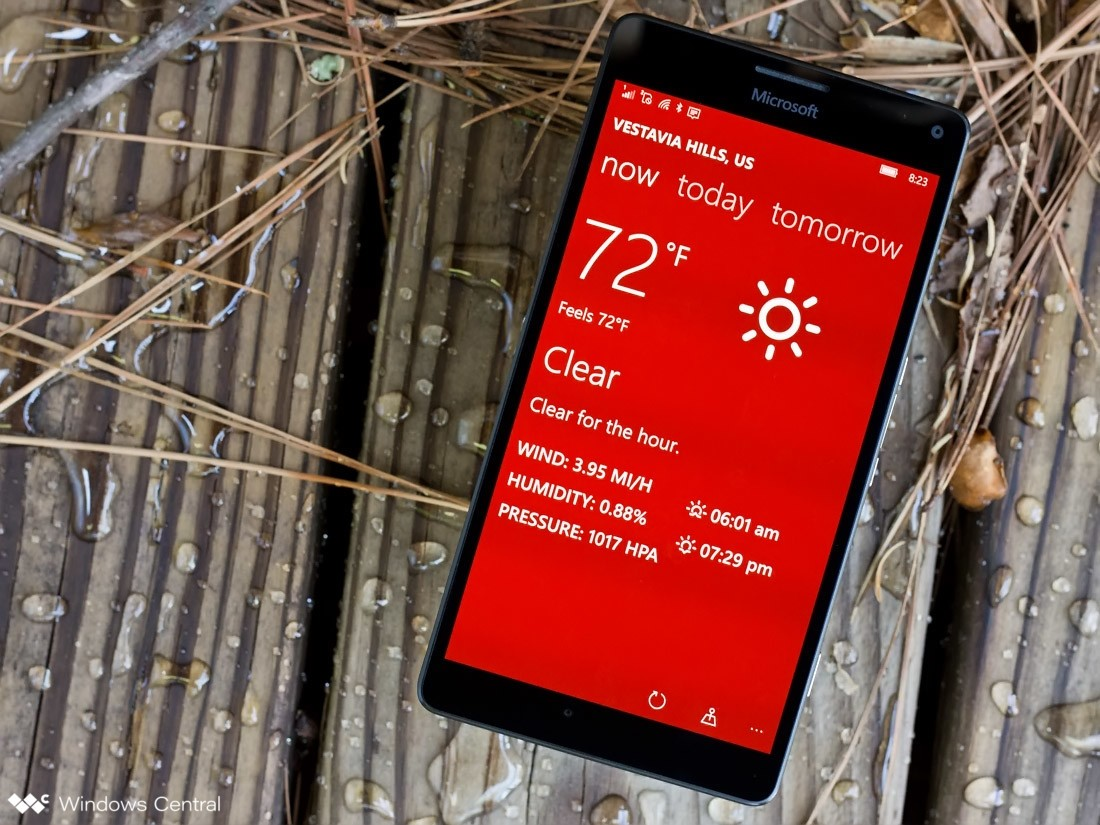 Microsoft
8:23
VESTAVIA HILLS, US
now today tomorrow
72°F
Feels 72°F
Clear
Clear for the hour.
WIND: 3.95 MI/H
HUMIDITY: 0.88%
PRESSURE: 1017 HPA
06:01 am
07:29 pm
...
Windows Central